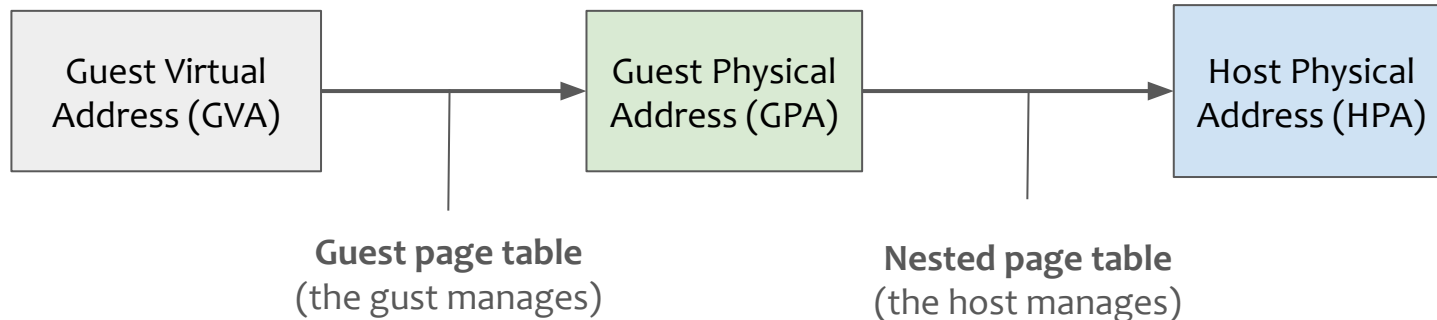 Guest Virtual
Address (GVA)
Guest Physical
Address (GPA)
Host Physical
Address (HPA)
Guest page table
(the gust manages)
Nested page table
(the host manages)